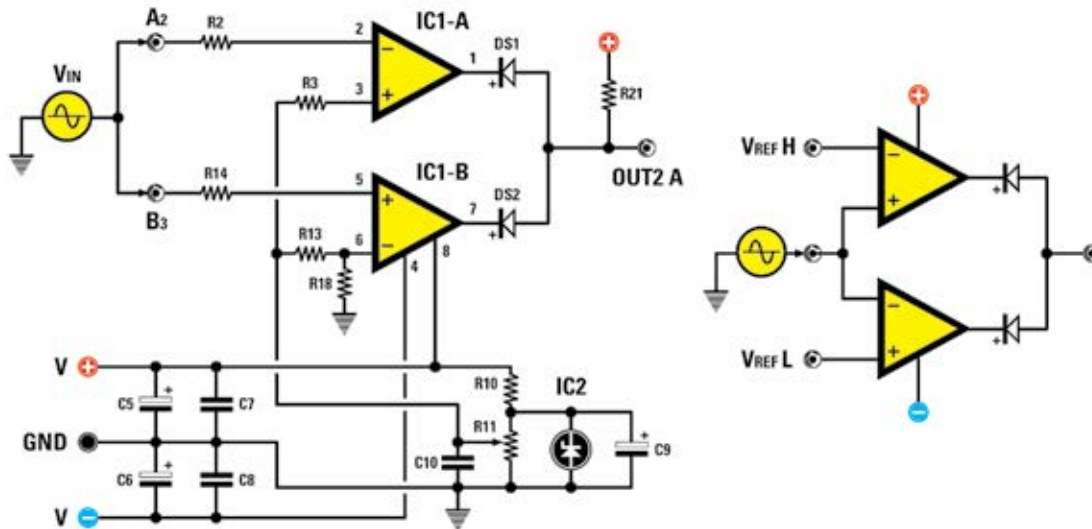 A2
R2
2
−
IC1-A
1
DS1
+
R3
3
+
VIN
R21
+
OUT2 A
B3
R14
5
+
IC1-B
7
DS2
+
R13
6
−
4
8
R18
V +
C5
+
C7
GND
C6
+
C8
V −
R10
R11
IC2
C10
C9
+
+
VREF H
−
+
+
−
VREF L
+
+
−